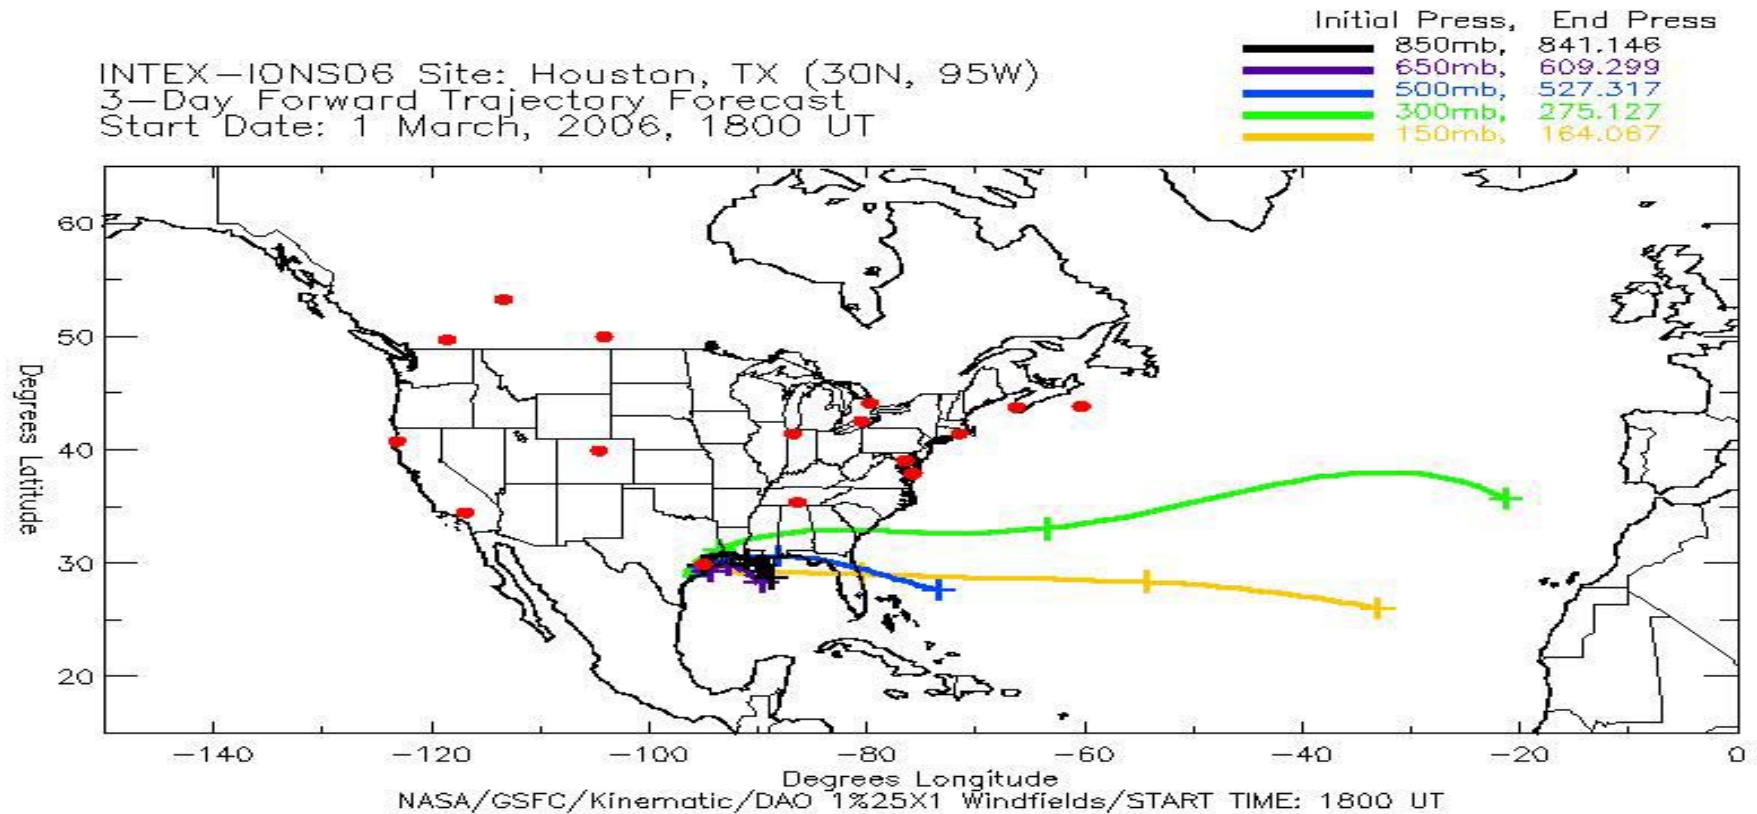 Initial Press, End Press
850mb, 841.146
650mb, 609.299
500mb, 527.317
300mb, 275.127
150mb, 164.067
INTEX-IONS06 Site: Houston, TX (30N, 95W)
3-Day Forward Trajectory Forecast
Start Date: 1 March, 2006, 1800 UT
60
50
40
30
20
Degrees Latitude
-140 -120 -100 -80 -60 -40 -20 0
Degrees Longitude
NASA/GSFC/Kinematic/DAO 1%25X1 Windfields/START TIME: 1800 UT